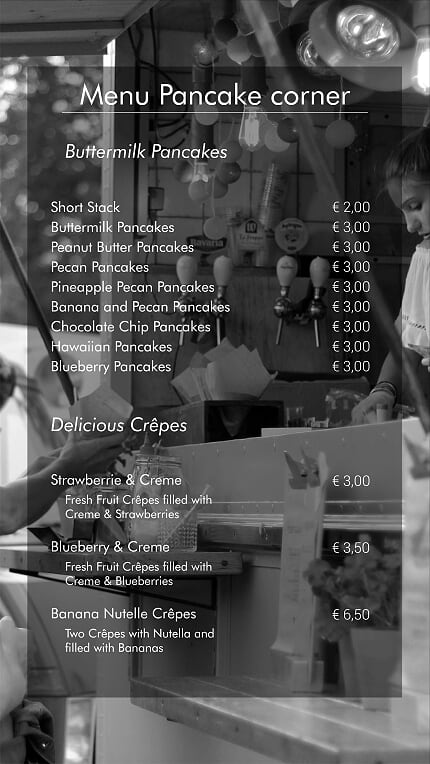 Menu Pancake corner
Buttermilk Pancakes
Short Stack € 2,00
Buttermilk Pancakes € 3,00
Peanut Butter Pancakes € 3,00
Pecan Pancakes € 3,00
Pineapple Pecan Pancakes € 3,00
Banana and Pecan Pancakes € 3,00
Chocolate Chip Pancakes € 3,00
Hawaiian Pancakes € 3,00
Blueberry Pancakes € 3,00
Delicious Crêpes
Strawberrie & Creme € 3,00
Fresh Fruit Crêpes filled with
Creme & Strawberries
Blueberry & Creme € 3,50
Fresh Fruit Crêpes filled with
Creme & Blueberries
Banana Nutelle Crêpes € 6,50
Two Crêpes with Nutella and
filled with Bananas
Bavaria